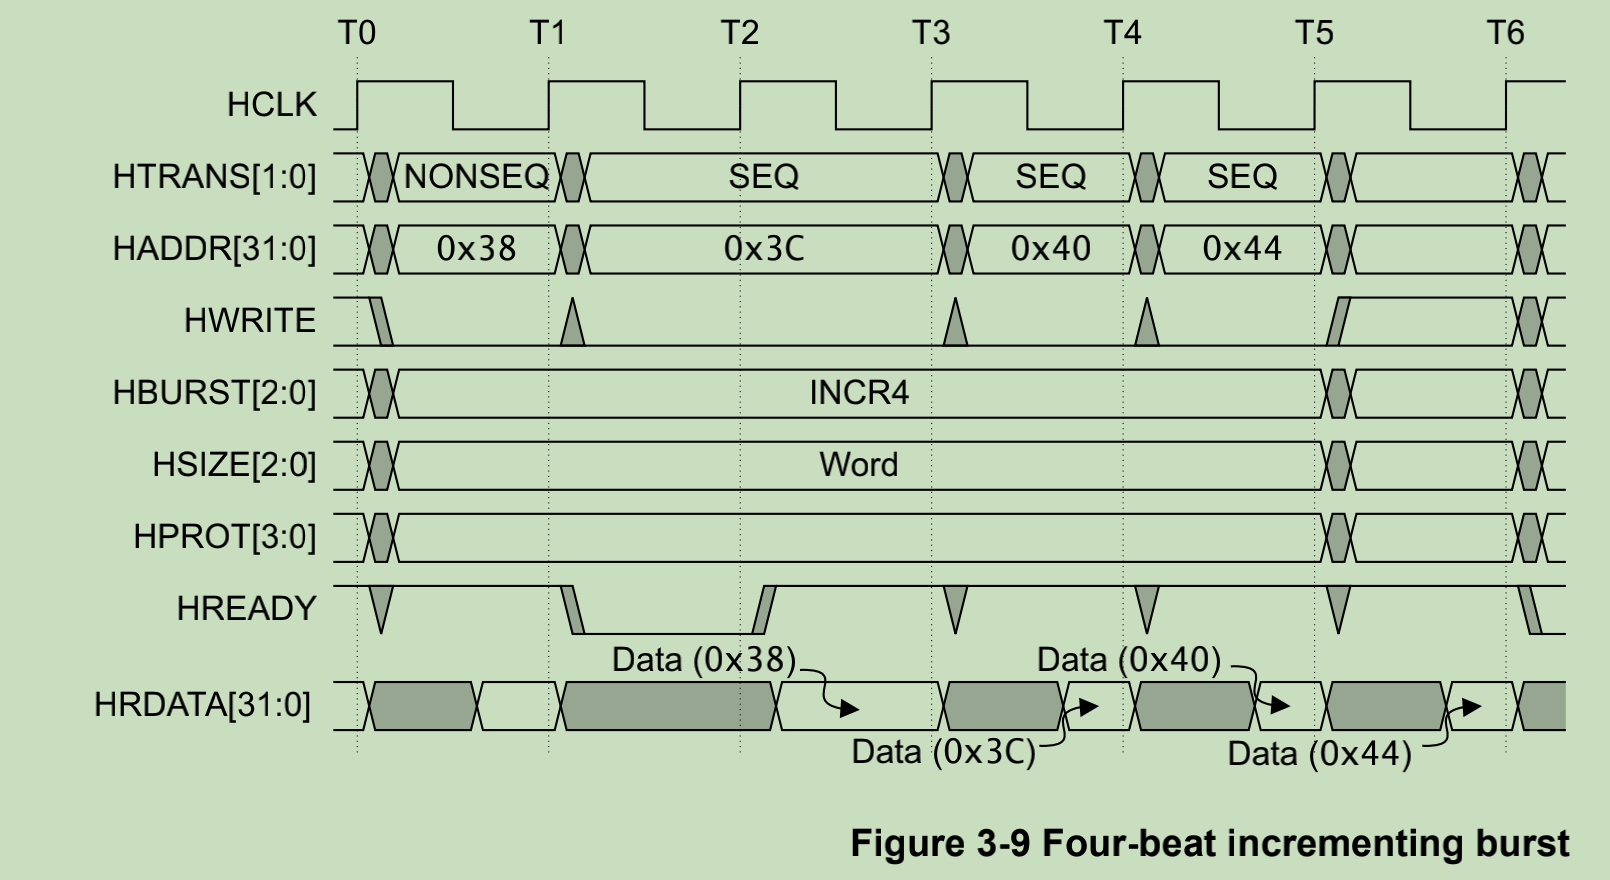 T0 T1 T2 T3 T4 T5 T6
HCLK
HTRANS[1:0] NONSEQ SEQ SEQ SEQ
HADDR[31:0] 0x38 0x3C 0x40 0x44
HWRITE
HBURST[2:0] INCR4
HSIZE[2:0] Word
HPROT[3:0]
HREADY
Data (0x38) Data (0x40)
HRDATA[31:0]
Data (0x3C) Data (0x44)
Figure 3-9 Four-beat incrementing burst